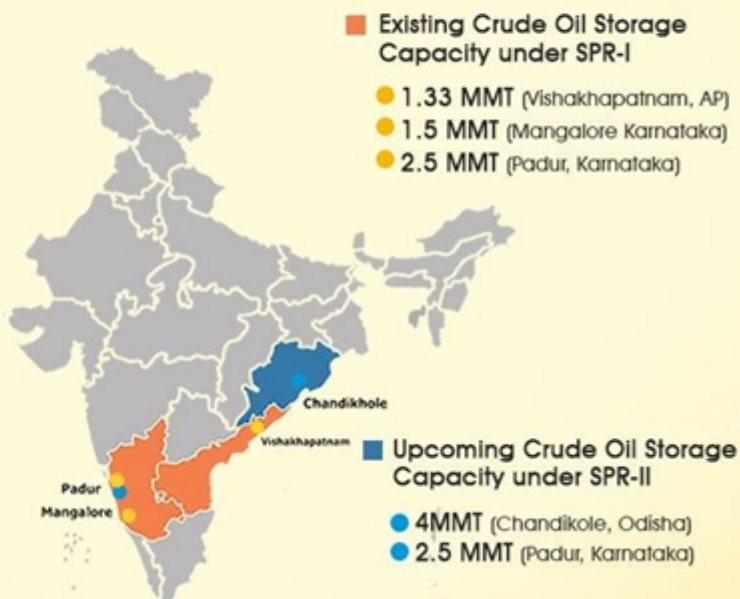 Existing Crude Oil Storage
Capacity under SPR-I
1.33 MMT (Vishakhapatnam, AP)
1.5 MMT (Mangalore Karnataka)
2.5 MMT (Padur, Karnataka)
Chandikhole
Vishakhapatnam
Padur
Mangalore
Upcoming Crude Oil Storage
Capacity under SPR-II
4MMT (Chandikole, Odisha)
2.5 MMT (Padur, Karnataka)